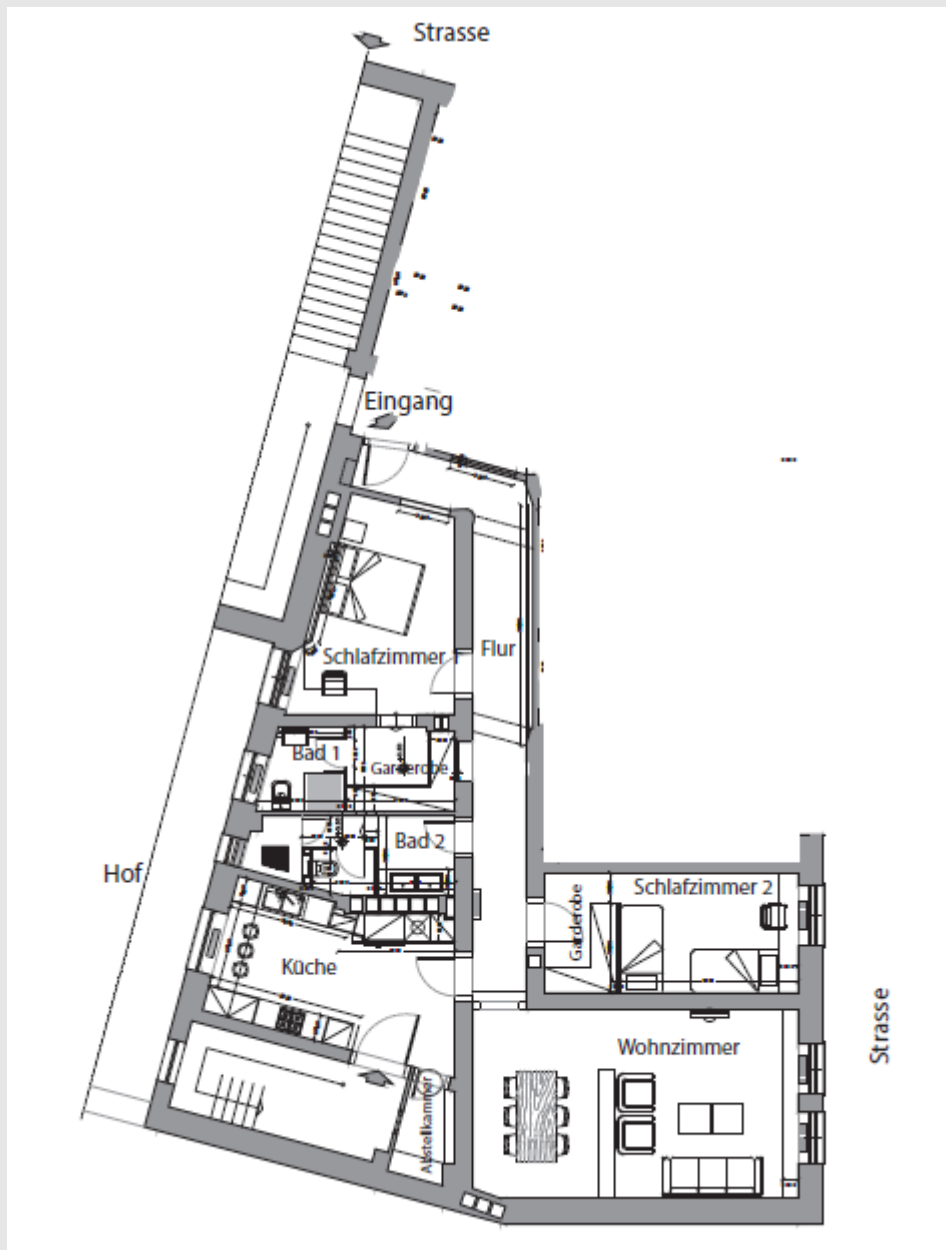 Strasse
Eingang
Schlafzimmer 1
Flur
Bad 1
Garderobe
Bad 2
Hof
Schlafzimmer 2
Garderobe
Küche
Strasse
Wohnzimmer
Abstellkammer